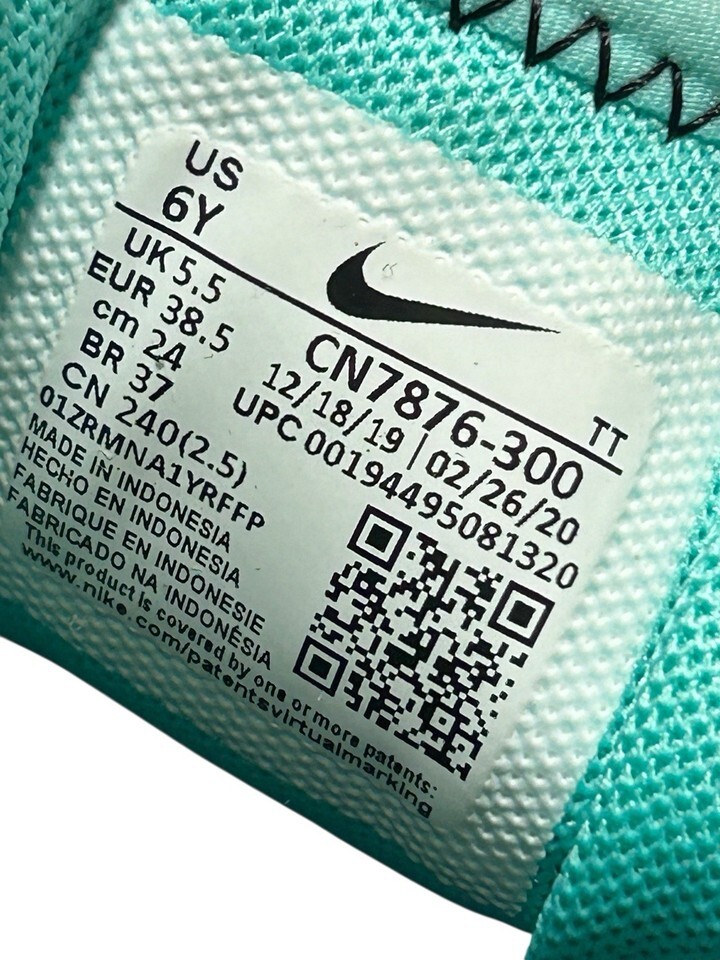 US
6Y
UK 5.5
EUR 38.5
cm 24
BR 37
CN 240(2.5)
01ZRMNA1YRFFP
TT
CN7876-300
12/18/19 | 02/26/20
UPC 00194495081320
MADE IN INDONESIA
HECHO EN INDONESIA
FABRIQUE EN INDONESIE
FABRICADO NA INDONÉSIA
This product is covered by one or more patents:
www.nike.com/patentsvirtualmarking